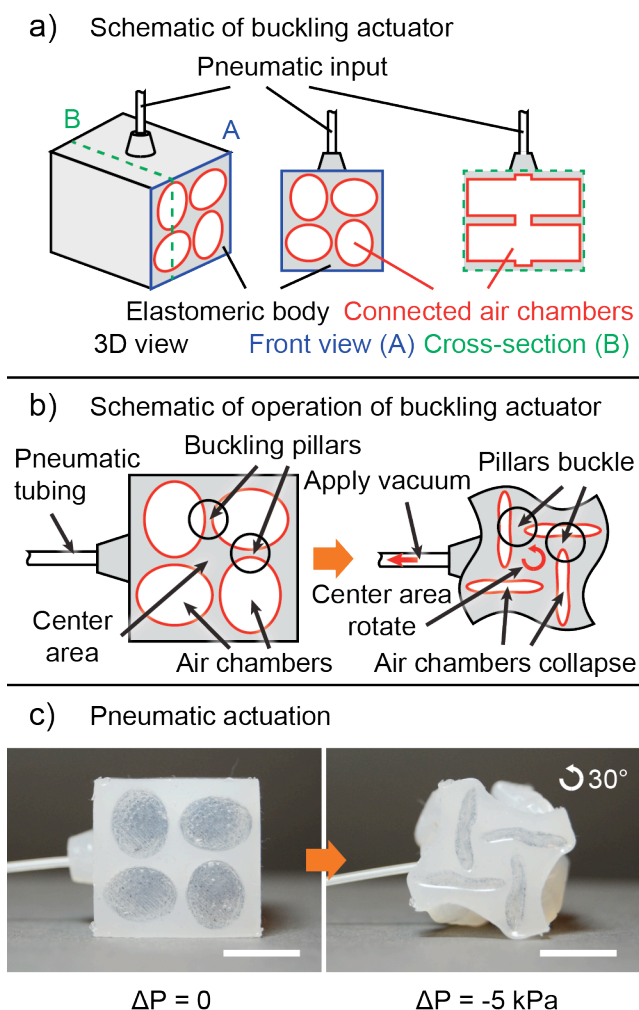 a) Schematic of buckling actuator
Pneumatic input
B
A
Elastomeric body Connected air chambers
3D view Front view (A) Cross-section (B)
b) Schematic of operation of buckling actuator
Buckling pillars
Pneumatic
tubing
Apply vacuum
Pillars buckle
Center
area
Air chambers
Center area
rotate
Air chambers collapse
c) Pneumatic actuation
30°
ΔP = 0
ΔP = -5 kPa